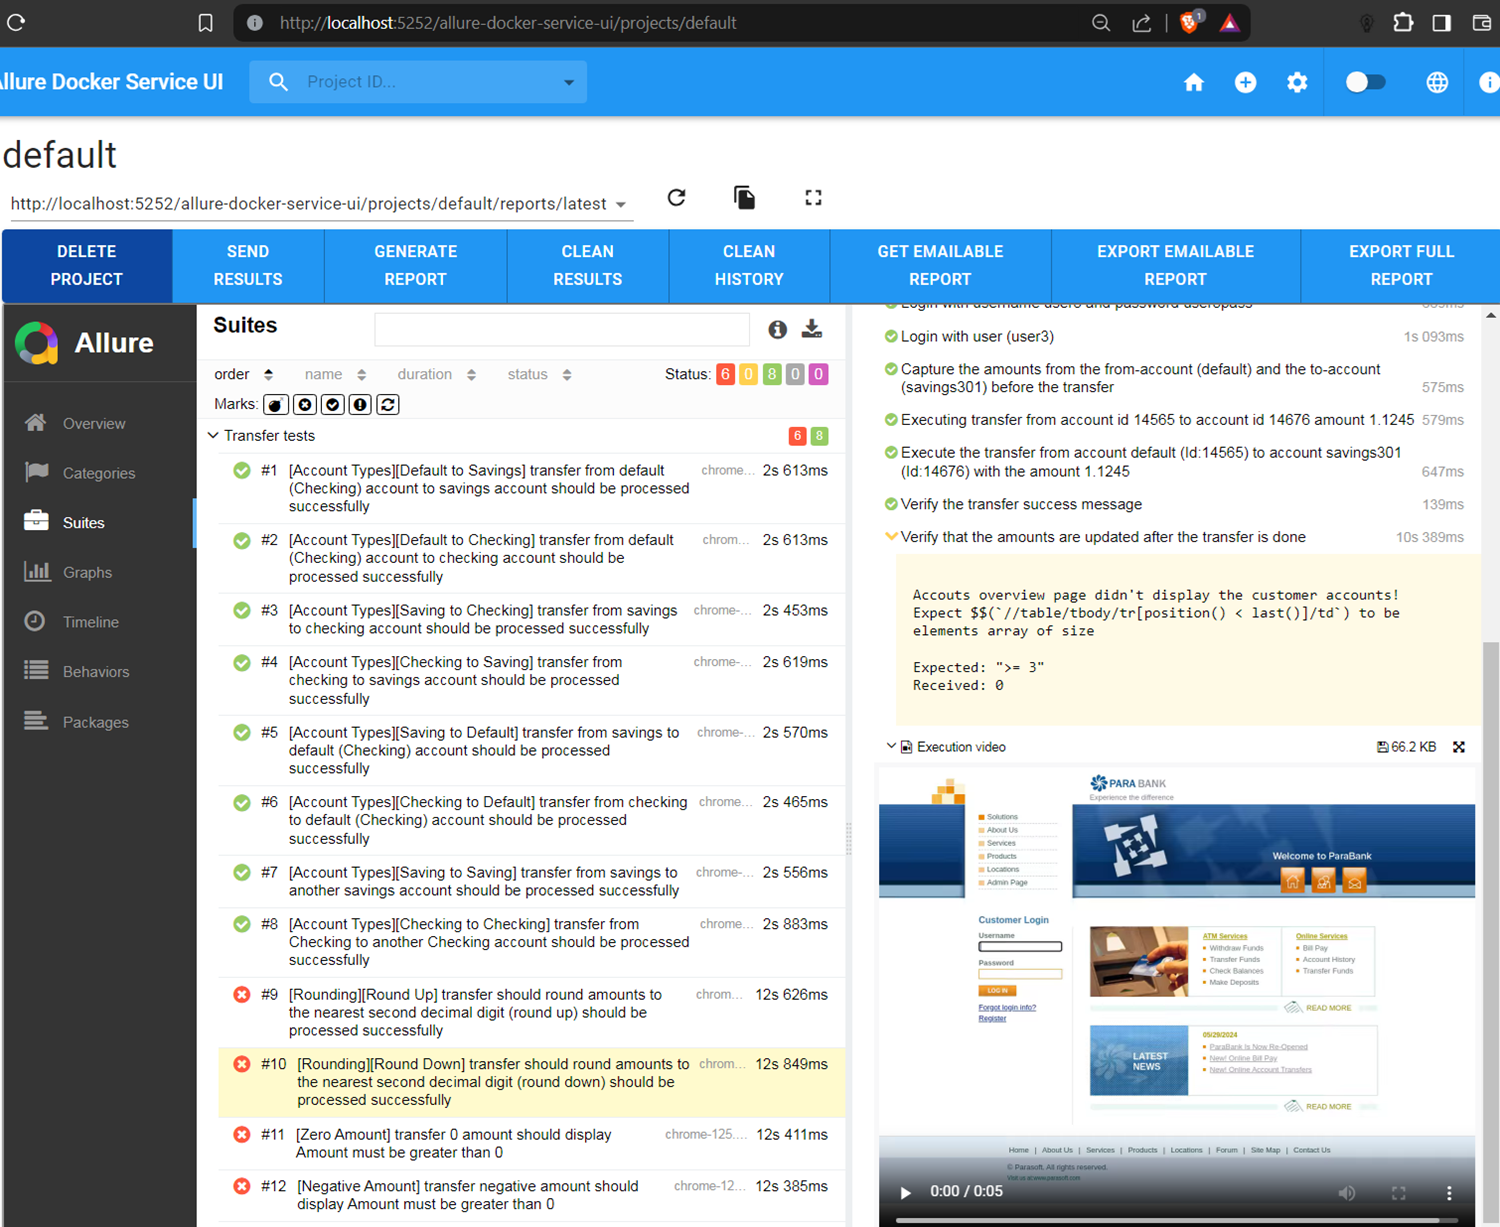 http://localhost:5252/allure-docker-service-ui/projects/default
1
Allure Docker Service UI
Project ID...
default
http://localhost:5252/allure-docker-service-ui/projects/default/reports/latest
DELETE PROJECT
SEND RESULTS
GENERATE REPORT
CLEAN RESULTS
CLEAN HISTORY
GET EMAILABLE REPORT
EXPORT EMAILABLE REPORT
EXPORT FULL REPORT
Allure
Overview
Categories
Suites
Graphs
Timeline
Behaviors
Packages
Suites
order name duration status Status: 6 0 8 0 0
Marks:
Transfer tests 6 8
#1 [Account Types][Default to Savings] transfer from default chrome... 2s 613ms
(Checking) account to savings account should be processed
successfully
#2 [Account Types][Default to Checking] transfer from default chrom... 2s 613ms
(Checking) account to checking account should be
processed successfully
#3 [Account Types][Saving to Checking] transfer from savings chrome-... 2s 453ms
to checking account should be processed successfully
#4 [Account Types][Checking to Saving] transfer from chrome-... 2s 619ms
checking to savings account should be processed
successfully
#5 [Account Types][Saving to Default] transfer from savings to chrome-... 2s 570ms
default (Checking) account should be processed
successfully
#6 [Account Types][Checking to Default] transfer from checking chrome... 2s 465ms
to default (Checking) account should be processed
successfully
#7 [Account Types][Saving to Saving] transfer from savings to chrome-... 2s 556ms
another savings account should be processed successfully
#8 [Account Types][Checking to Checking] transfer from chrome... 2s 883ms
Checking to another Checking account should be processed
successfully
#9 [Rounding][Round Up] transfer should round amounts to chrom... 12s 626ms
the nearest second decimal digit (round up) should be
processed successfully
#10 [Rounding][Round Down] transfer should round amounts to chrom... 12s 849ms
the nearest second decimal digit (round down) should be
processed successfully
#11 [Zero Amount] transfer 0 amount should display chrome-125.... 12s 411ms
Amount must be greater than 0
#12 [Negative Amount] transfer negative amount should chrome-12... 12s 385ms
display Amount must be greater than 0
Login with user (user3) 1s 093ms
Capture the amounts from the from-account (default) and the to-account
(savings301) before the transfer 575ms
Executing transfer from account id 14565 to account id 14676 amount 1.1245 579ms
Execute the transfer from account default (Id:14565) to account savings301
(Id:14676) with the amount 1.1245 647ms
Verify the transfer success message 139ms
Verify that the amounts are updated after the transfer is done 10s 389ms
Accouts overview page didn't display the customer accounts!
Expect $$(`//table/tbody/tr[position() < last()]/td`) to be
elements array of size
Expected: ">= 3"
Received: 0
Execution video 66.2 KB
PARA BANK
Experience the difference
Solutions
About Us
Services
Products
Locations
Admin Page
Welcome to ParaBank
Customer Login
Username
Password
LOG IN
Forgot login info?
Register
ATM Services
Withdraw Funds
Transfer Funds
Check Balances
Make Deposits
Online Services
Bill Pay
Account History
Transfer Funds
READ MORE
LATEST NEWS
05/29/2024
ParaBank Is Now Re-Opened
New! Online Bill Pay
New! Online Account Transfers
READ MORE
Home | About Us | Services | Products | Locations | Forum | Site Map | Contact Us
© Parasoft. All rights reserved.
Visit us at www.parasoft.com
0:00 / 0:05